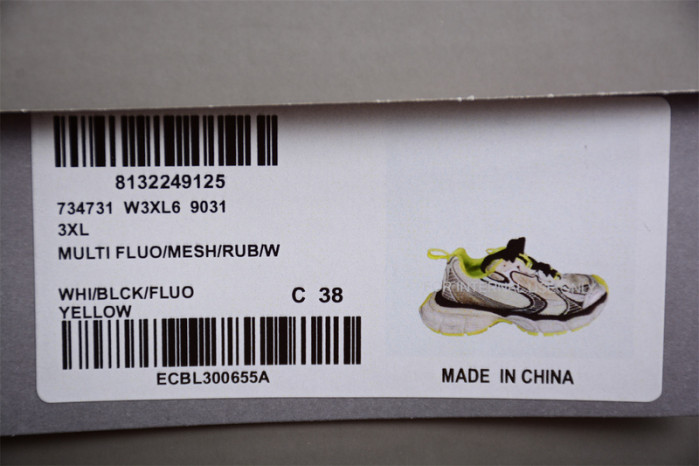 8132249125
734731 W3XL6 9031
3XL
MULTI FLUO/MESH/RUB/W
WHI/BLCK/FLUO C 38
YELLOW
ECBL300655A
MADE IN CHINA